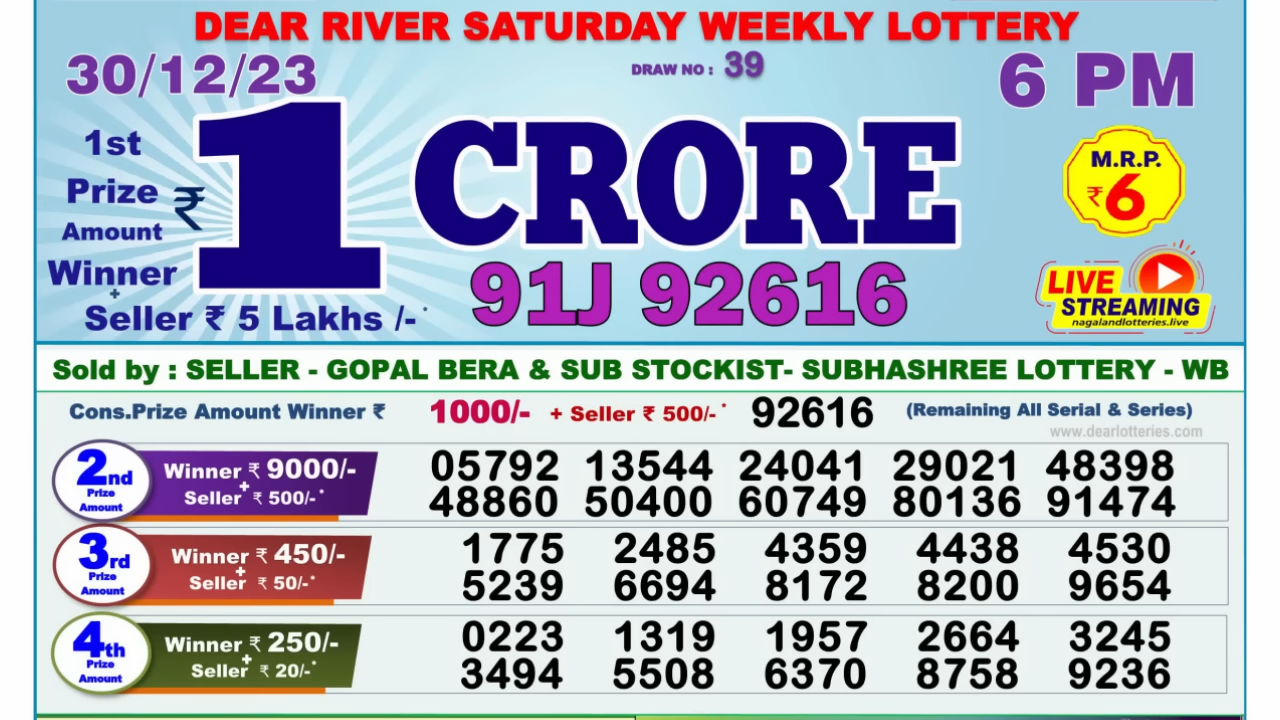 DEAR RIVER SATURDAY WEEKLY LOTTERY
30/12/23
DRAW NO : 39
6 PM
1st
Prize
Amount
Winner
+
Seller ₹ 5 Lakhs /-*
₹ 1 CRORE
91J 92616
M.R.P.
₹6
LIVE
STREAMING
nagalandlotteries.live
Sold by : SELLER - GOPAL BERA & SUB STOCKIST- SUBHASHREE LOTTERY - WB
Cons.Prize Amount Winner ₹ 1000/- + Seller ₹ 500/-* 92616 (Remaining All Serial & Series)
www.dearlotteries.com
2nd
Prize
Amount
Winner ₹ 9000/-
+
Seller ₹ 500/-*
05792 13544 24041 29021 48398
48860 50400 60749 80136 91474
3rd
Prize
Amount
Winner ₹ 450/-
+
Seller ₹ 50/-*
1775 2485 4359 4438 4530
5239 6694 8172 8200 9654
4th
Prize
Amount
Winner ₹ 250/-
+
Seller ₹ 20/-*
0223 1319 1957 2664 3245
3494 5508 6370 8758 9236